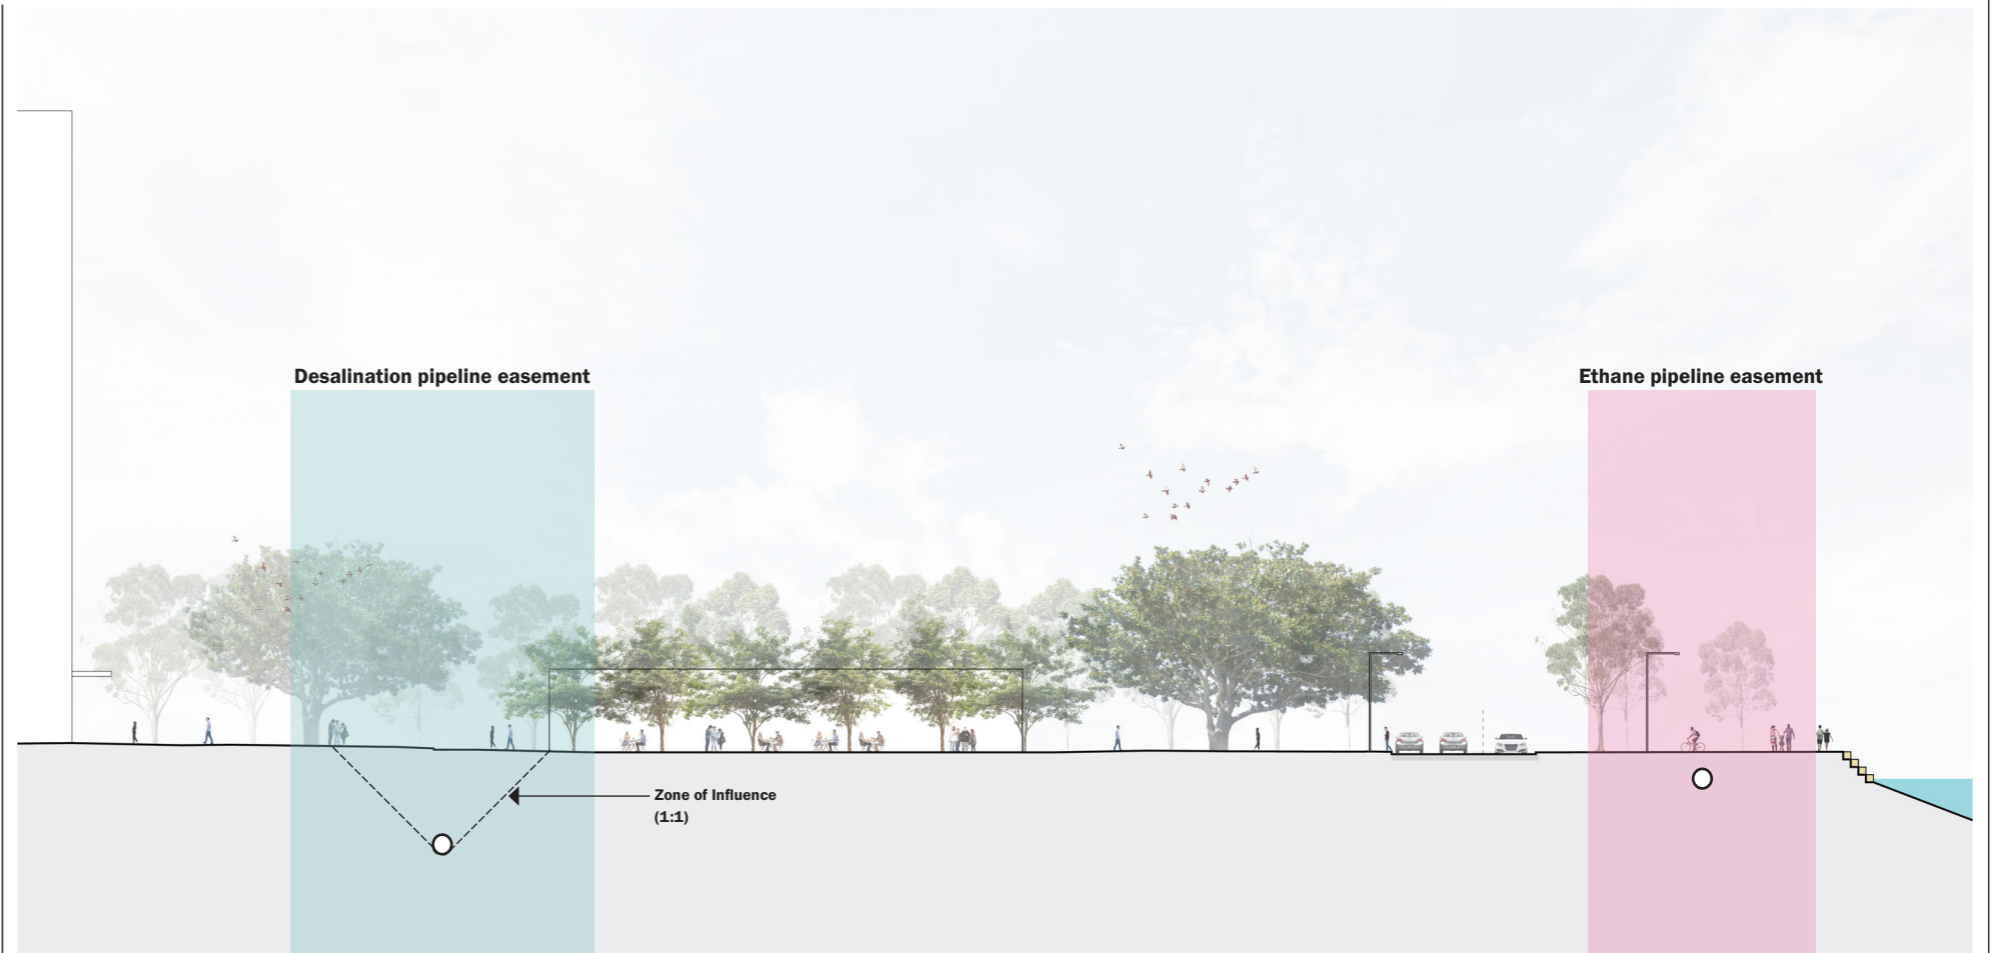 Desalination pipeline easement
Ethane pipeline easement
Zone of Influence
(1:1)